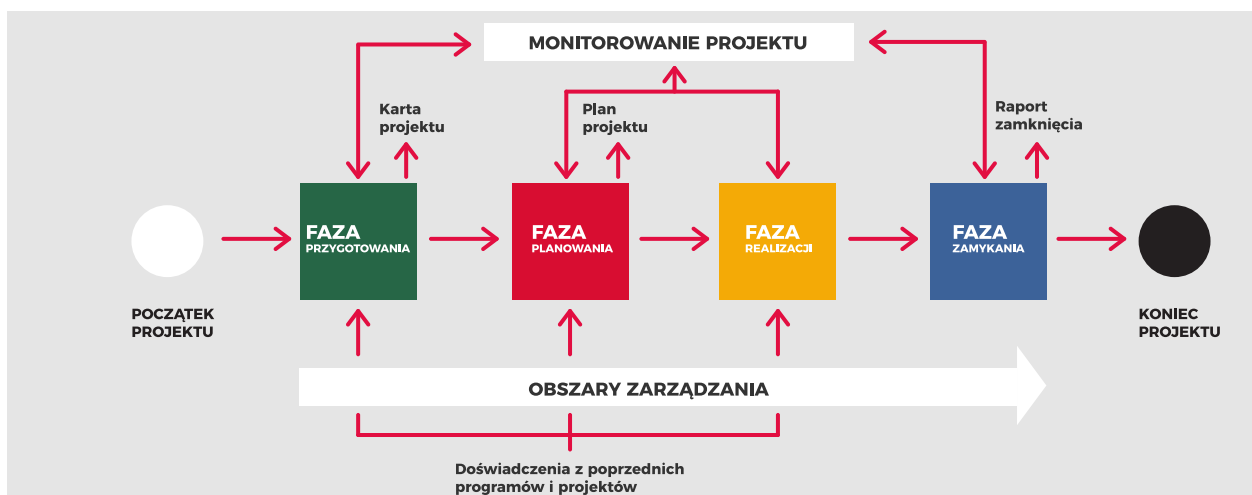 MONITOROWANIE PROJEKTU
Karta
projektu
Plan
projektu
Raport
zamknięcia
FAZA
PRZYGOTOWANIA
FAZA
PLANOWANIA
FAZA
REALIZACJI
FAZA
ZAMYKANIA
POCZĄTEK
PROJEKTU
KONIEC
PROJEKTU
OBSZARY ZARZĄDZANIA
Doświadczenia z poprzednich
programów i projektów